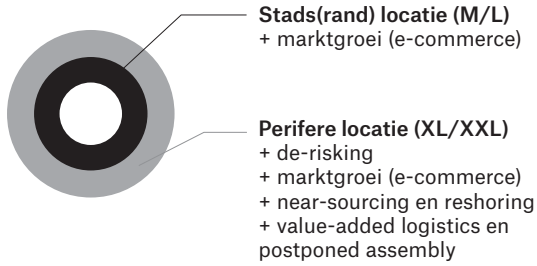 Stads(rand) locatie (M/L)
+ marktgroei (e-commerce)
Perifere locatie (XL/XXL)
+ de-risking
+ marktgroei (e-commerce)
+ near-sourcing en reshoring
+ value-added logistics en
postponed assembly